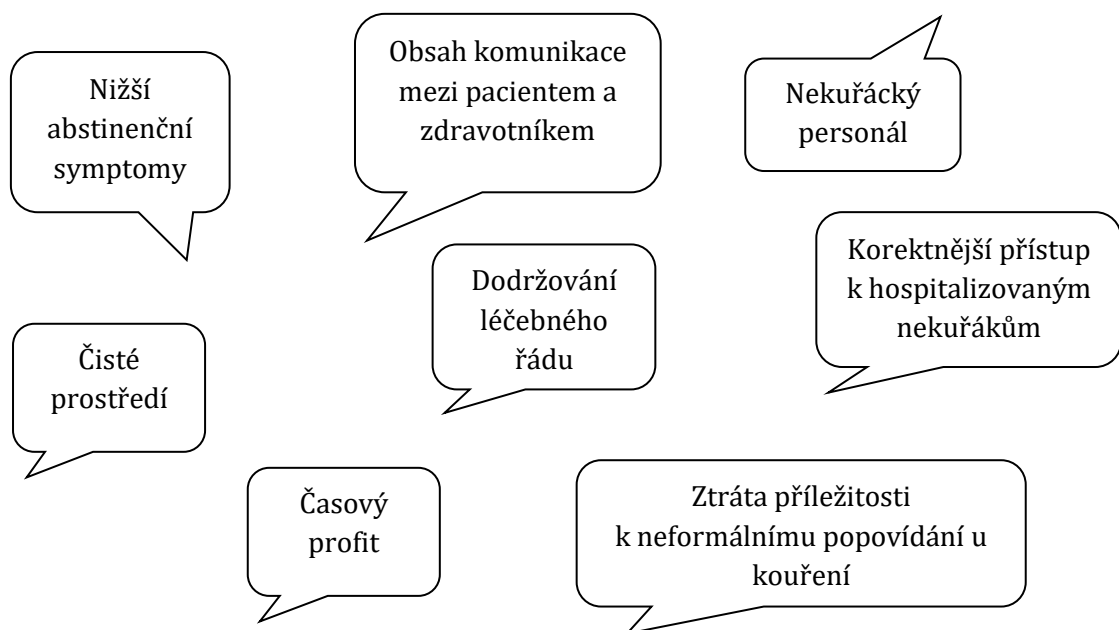 Nižší
abstinenční
symptomy
Obsah komunikace
mezi pacientem a
zdravotníkem
Nekuřácký
personál
Dodržování
léčebného
řádu
Korektnější přístup
k hospitalizovaným
nekuřákům
Čisté
prostředí
Časový
profit
Ztráta příležitosti
k neformálnímu popovídání u
kouření